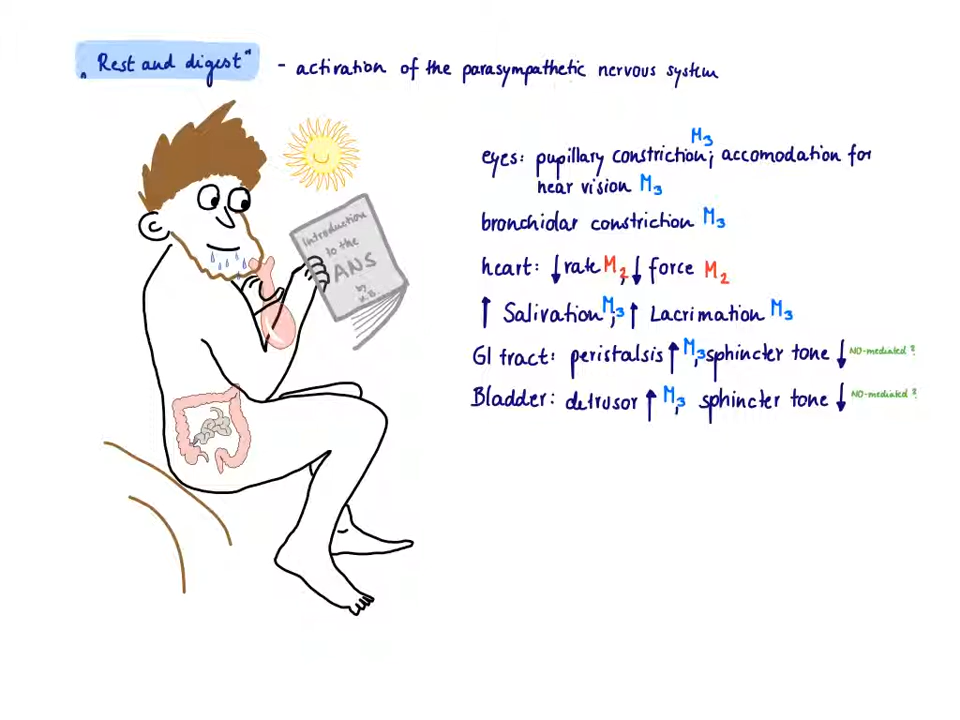 „Rest and digest“ - activation of the parasympathetic nervous system
Introduction
to the
ANS
by
K.B.
eyes: pupillary constriction M3; accomodation for
near vision M3
bronchiolar constriction M3
heart: ↓rate M2, ↓ force M2
↑ Salivation M3, ↑ Lacrimation M3
GI tract: peristalsis ↑ M3, sphincter tone ↓ NO-mediated?
Bladder: detrusor ↑ M3, sphincter tone ↓ NO-mediated?